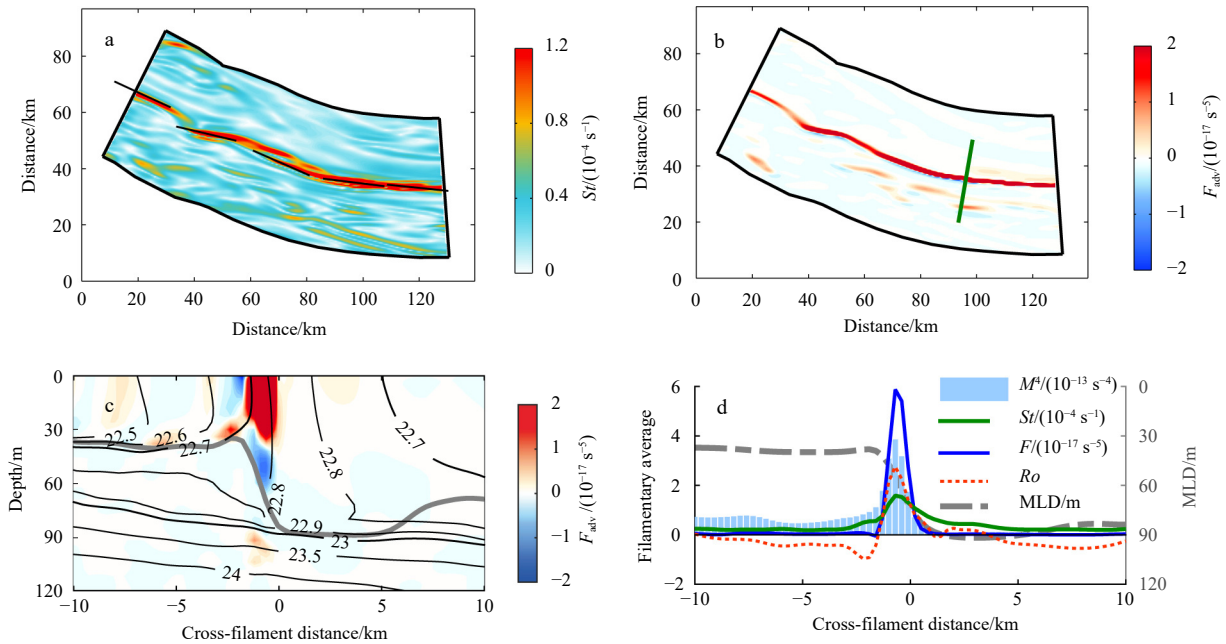 a
80
60
40
20
0
Distance/km
0 20 40 60 80 100 120
Distance/km
1.2
0.4
0
St/(10⁻⁴ s⁻¹)
b
80
60
40
20
0
Distance/km
0 20 40 60 80 100 120
Distance/km
2
1
0
−1
−2
F_adv/(10⁻¹⁷ s⁻⁵)
c
0
30
60
90
120
Depth/m
22.5 22.6 22.7 22.8 22.7
22.8
22.9
23
23.5
24
−10 −5 0 5 10
Cross-filament distance/km
2
1
0
−1
−2
F_adv/(10⁻¹⁷ s⁻⁵)
d
6
4
2
0
−2
Filamentary average
M⁴/(10⁻¹³ s⁻⁴)
St/(10⁻⁴ s⁻¹)
F/(10⁻¹⁷ s⁻⁵)
Ro
MLD/m
0
30
60
90
120
MLD/m
−10 −5 0 5 10
Cross-filament distance/km